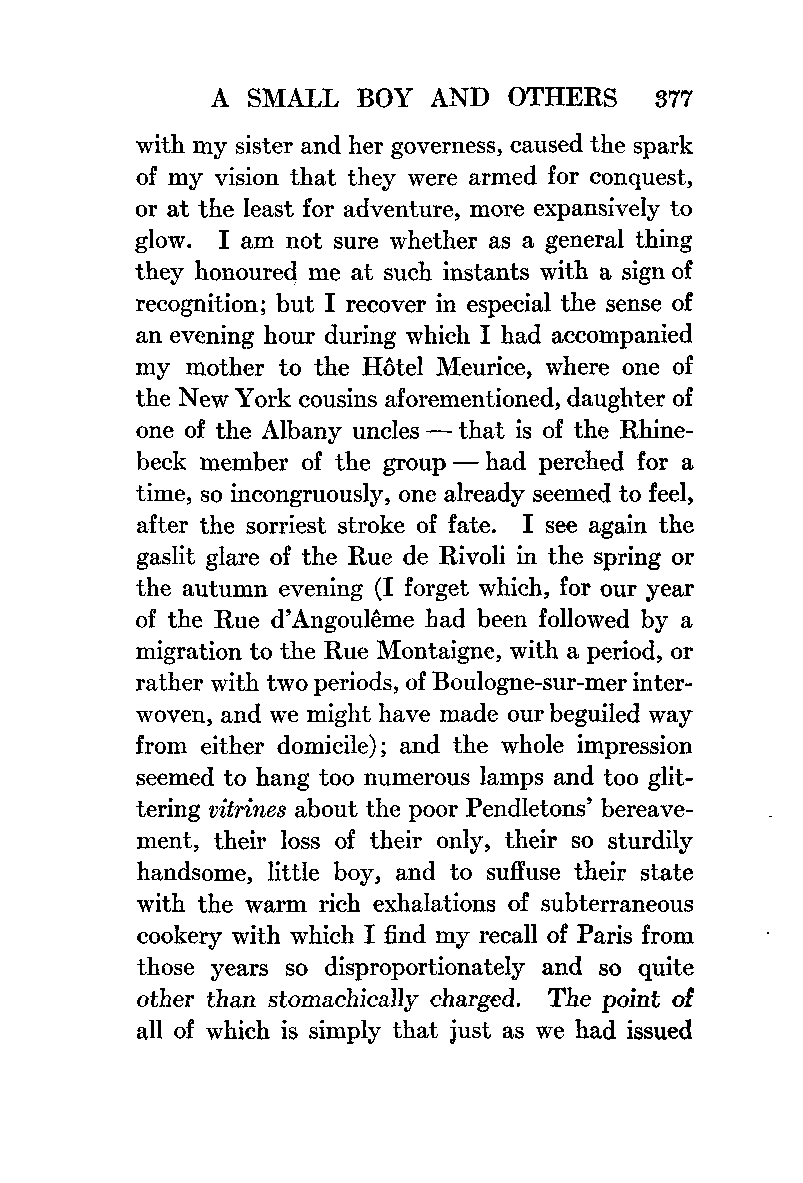 A SMALL BOY AND OTHERS 377
with my sister and her governess, caused the spark
of my vision that they were armed for conquest,
or at the least for adventure, more expansively to
glow. I am not sure whether as a general thing
they honoured me at such instants with a sign of
recognition; but I recover in especial the sense of
an evening hour during which I had accompanied
my mother to the Hôtel Meurice, where one of
the New York cousins aforementioned, daughter of
one of the Albany uncles — that is of the Rhine-
beck member of the group — had perched for a
time, so incongruously, one already seemed to feel,
after the sorriest stroke of fate. I see again the
gaslit glare of the Rue de Rivoli in the spring or
the autumn evening (I forget which, for our year
of the Rue d'Angoulême had been followed by a
migration to the Rue Montaigne, with a period, or
rather with two periods, of Boulogne-sur-mer inter-
woven, and we might have made our beguiled way
from either domicile); and the whole impression
seemed to hang too numerous lamps and too glit-
tering vitrines about the poor Pendletons' bereave-
ment, their loss of their only, their so sturdily
handsome, little boy, and to suffuse their state
with the warm rich exhalations of subterraneous
cookery with which I find my recall of Paris from
those years so disproportionately and so quite
other than stomachically charged. The point of
all of which is simply that just as we had issued